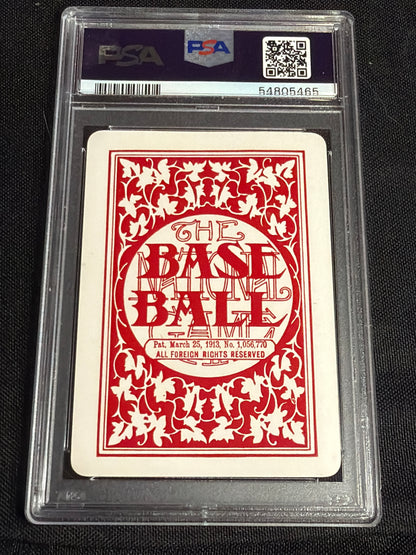 PSA
PSA
54805465
THE
BASE
NATIONAL
BALL
GAME
Pat. March 25, 1913, No. 1,056,770
ALL FOREIGN RIGHTS RESERVED